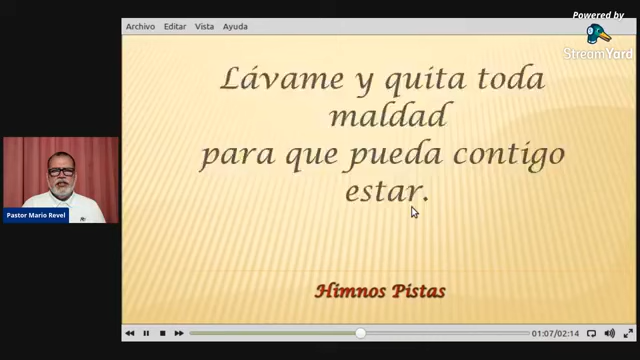 Powered by
StreamYard
Archivo Editar Vista Ayuda
Lávame y quita toda
maldad
para que pueda contigo
estar.
Pastor Mario Revel
Himnos Pistas
01:07/02:14